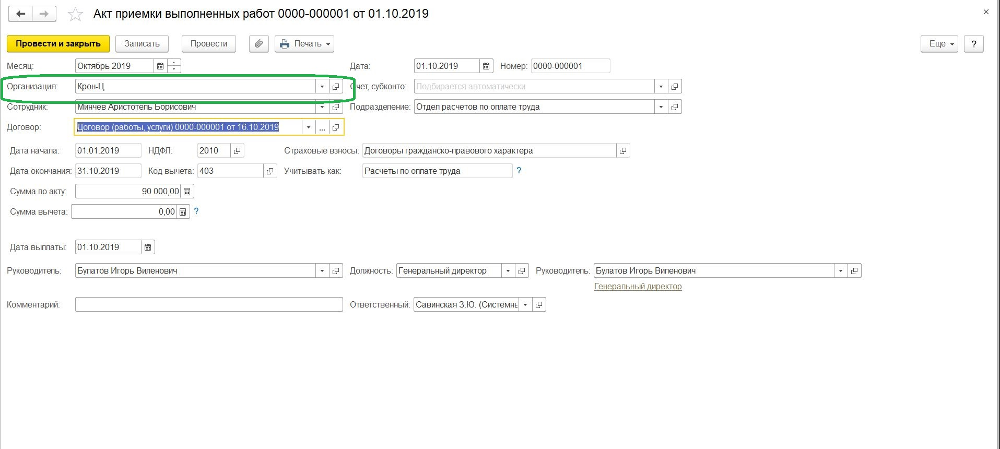 Акт приемки выполненных работ 0000-000001 от 01.10.2019
Провести и закрыть Записать Провести Печать Еще ?
Месяц: Октябрь 2019 Дата: 01.10.2019 Номер: 0000-000001
Организация: Крон-Ц Счет, субконто: Подбирается автоматически
Сотрудник: Минчев Аристотель Борисович Подразделение: Отдел расчетов по оплате труда
Договор: Договор (работы, услуги) 0000-000001 от 16.10.2019 ...
Дата начала: 01.01.2019 НДФЛ: 2010 Страховые взносы: Договоры гражданско-правового характера
Дата окончания: 31.10.2019 Код вычета: 403 Учитывать как: Расчеты по оплате труда ?
Сумма по акту: 90 000,00
Сумма вычета: 0,00 ?
Дата выплаты: 01.10.2019
Руководитель: Булатов Игорь Виленович Должность: Генеральный директор Руководитель: Булатов Игорь Виленович
Генеральный директор
Комментарий: Ответственный: Савинская З.Ю. (Системны